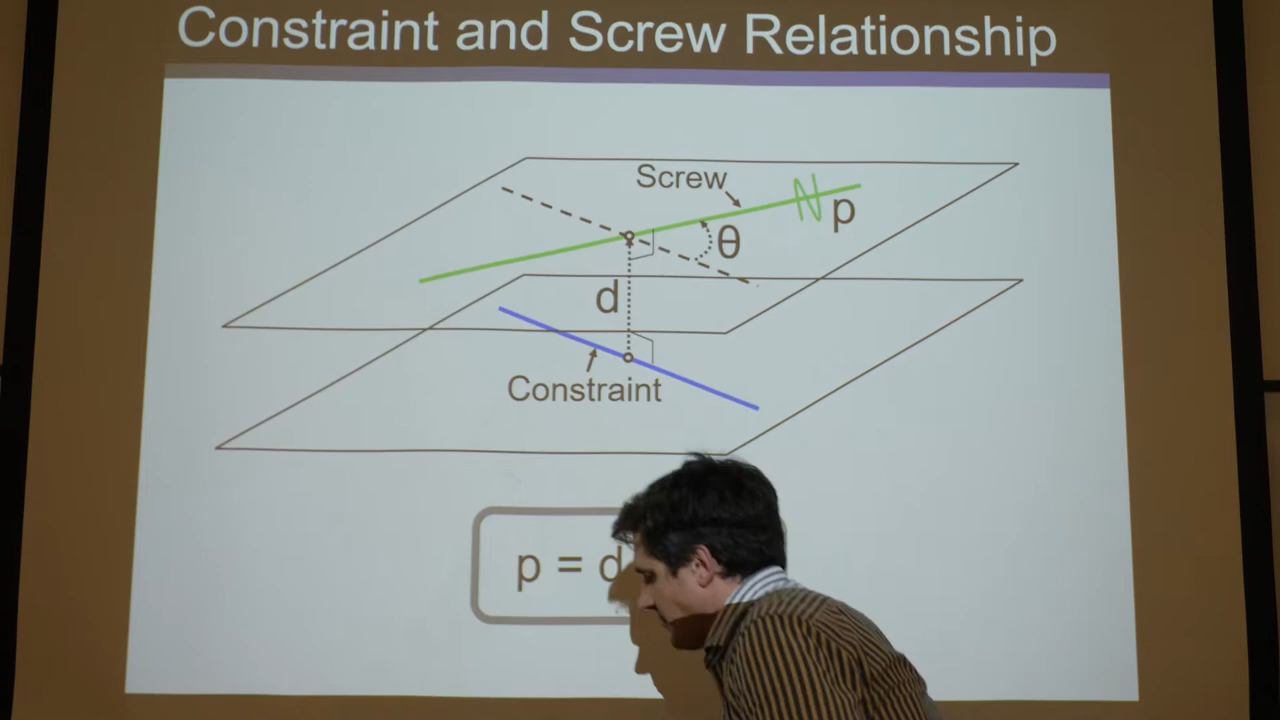 Constraint and Screw Relationship
Screw
p
θ
d
Constraint
p = d